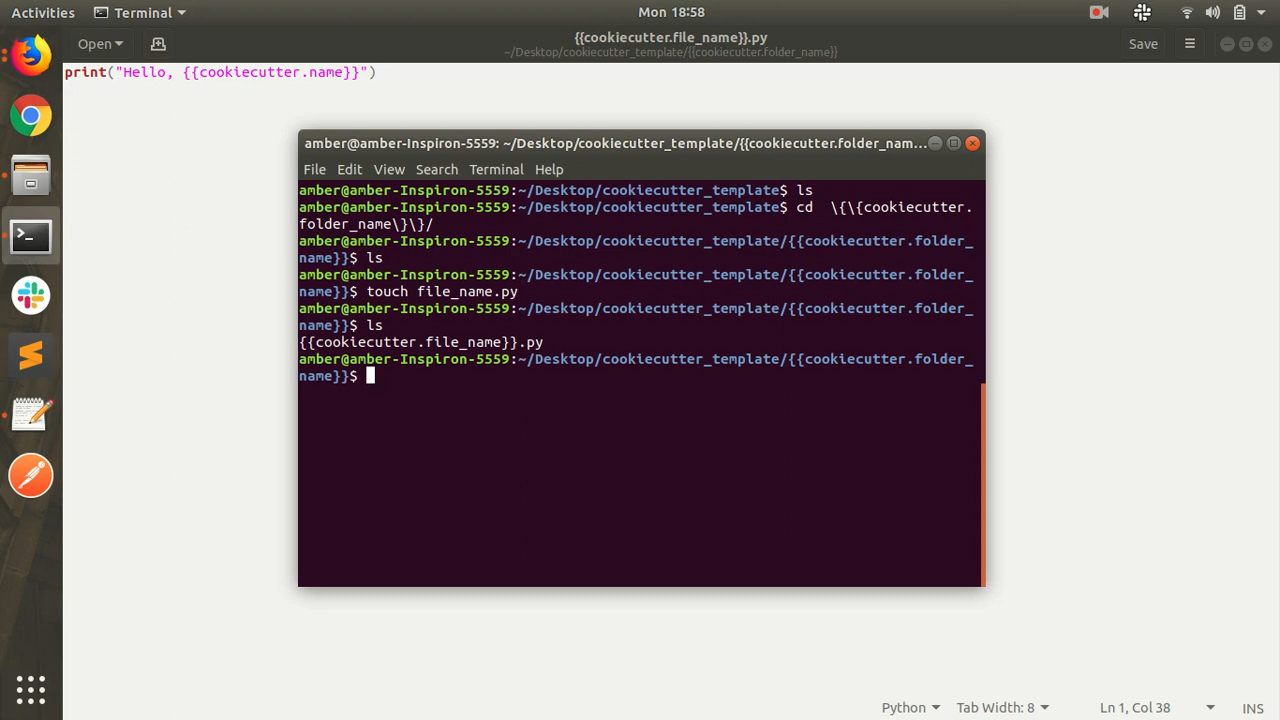 Activities Terminal Mon 18:58
Open {{cookiecutter.file_name}}.py Save
~/Desktop/cookiecutter_template/{{cookiecutter.folder_name}}
print("Hello, {{cookiecutter.name}}")
amber@amber-Inspiron-5559: ~/Desktop/cookiecutter_template/{{cookiecutter.folder_nam...
File Edit View Search Terminal Help
amber@amber-Inspiron-5559:~/Desktop/cookiecutter_template$ ls
amber@amber-Inspiron-5559:~/Desktop/cookiecutter_template$ cd  \{\{cookiecutter.
folder_name\}\}/
amber@amber-Inspiron-5559:~/Desktop/cookiecutter_template/{{cookiecutter.folder_
name}}$ ls
amber@amber-Inspiron-5559:~/Desktop/cookiecutter_template/{{cookiecutter.folder_
name}}$ touch file_name.py
amber@amber-Inspiron-5559:~/Desktop/cookiecutter_template/{{cookiecutter.folder_
name}}$ ls
{{cookiecutter.file_name}}.py
amber@amber-Inspiron-5559:~/Desktop/cookiecutter_template/{{cookiecutter.folder_
name}}$
Python Tab Width: 8 Ln 1, Col 38 INS